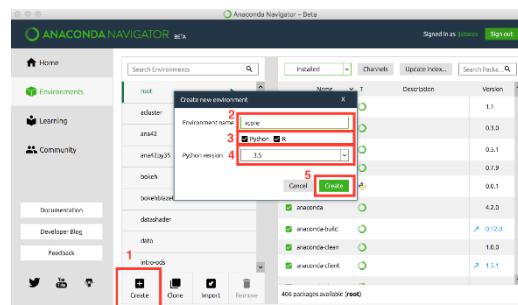 Anaconda Navigator - Beta
ANACONDA NAVIGATOR BETA
Signed in as
Sign out
Home
Environments
Learning
Community
Documentation
Developer Blog
Feedback
Search Environments
root
acluster
ana42
ana42py35
bokeh
datashader
dato
intro-ods
1
Create
Clone
Import
Remove
Installed
Channels
Update index...
Search Packa...
Name
T
Description
Version
1.1
0.3.0
0.5.1
0.7.9
0.8.1
anaconda
4.2.0
anaconda-build
0.12.0
anaconda-clean
1.0.0
anaconda-client
1.5.1
406 packages available (root)
Create new environment
X
2
Environment name
3
Python
R
4
Python version
3.5
5
Cancel
Create